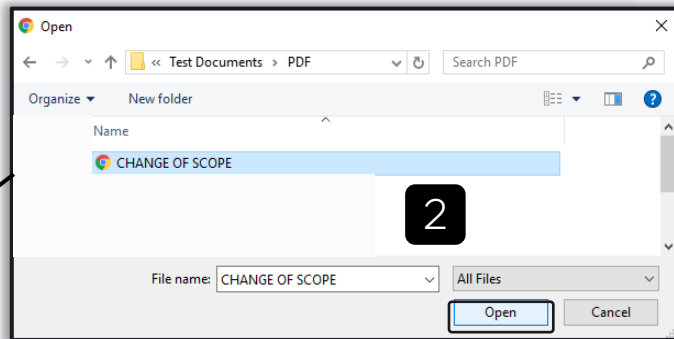 Open
« Test Documents › PDF Search PDF
Organize New folder
Name
CHANGE OF SCOPE
2
File name: CHANGE OF SCOPE All Files
Open Cancel